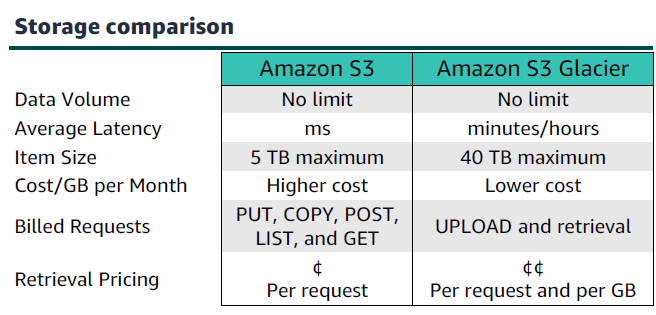 Storage comparison
Amazon S3 Amazon S3 Glacier
Data Volume No limit No limit
Average Latency ms minutes/hours
Item Size 5 TB maximum 40 TB maximum
Cost/GB per Month Higher cost Lower cost
Billed Requests PUT, COPY, POST, LIST, and GET UPLOAD and retrieval
Retrieval Pricing ¢ Per request ¢¢ Per request and per GB